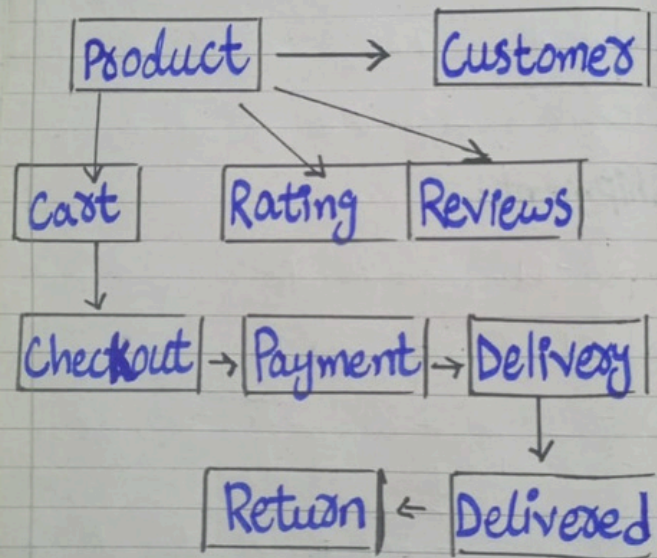 Product Customer
Cart Rating Reviews
Checkout Payment Delivery
Return Delivered